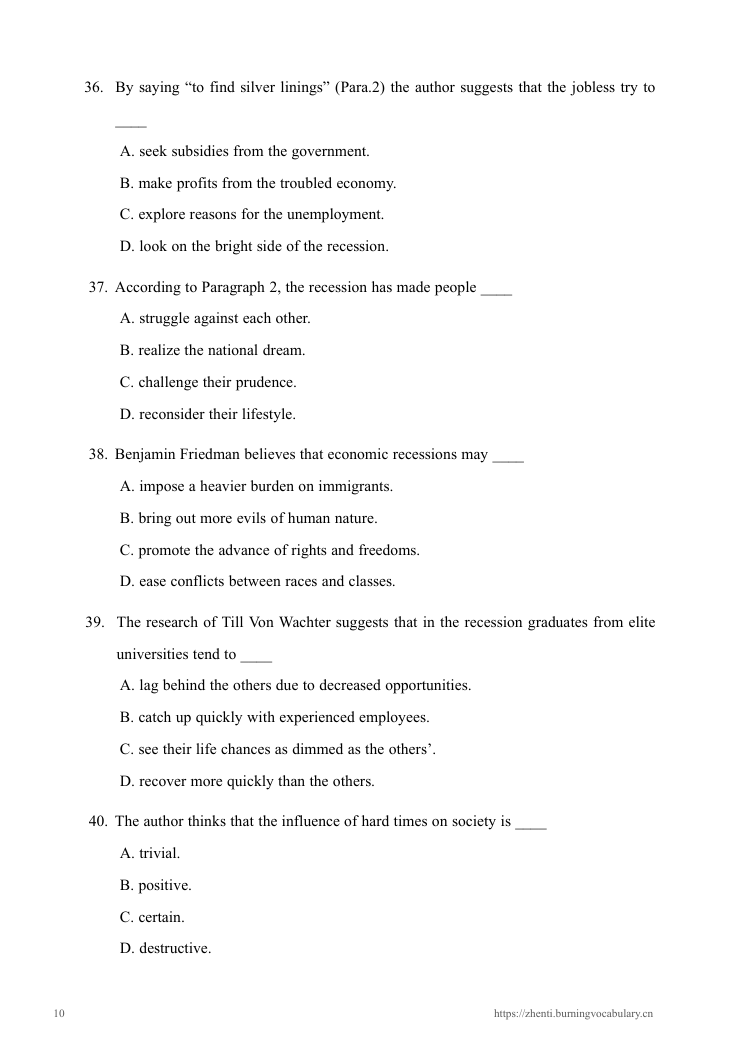 36. By saying “to find silver linings” (Para.2) the author suggests that the jobless try to
____
A. seek subsidies from the government.
B. make profits from the troubled economy.
C. explore reasons for the unemployment.
D. look on the bright side of the recession.
37. According to Paragraph 2, the recession has made people ____
A. struggle against each other.
B. realize the national dream.
C. challenge their prudence.
D. reconsider their lifestyle.
38. Benjamin Friedman believes that economic recessions may ____
A. impose a heavier burden on immigrants.
B. bring out more evils of human nature.
C. promote the advance of rights and freedoms.
D. ease conflicts between races and classes.
39. The research of Till Von Wachter suggests that in the recession graduates from elite
universities tend to ____
A. lag behind the others due to decreased opportunities.
B. catch up quickly with experienced employees.
C. see their life chances as dimmed as the others’.
D. recover more quickly than the others.
40. The author thinks that the influence of hard times on society is ____
A. trivial.
B. positive.
C. certain.
D. destructive.
10 https://zhenti.burningvocabulary.cn